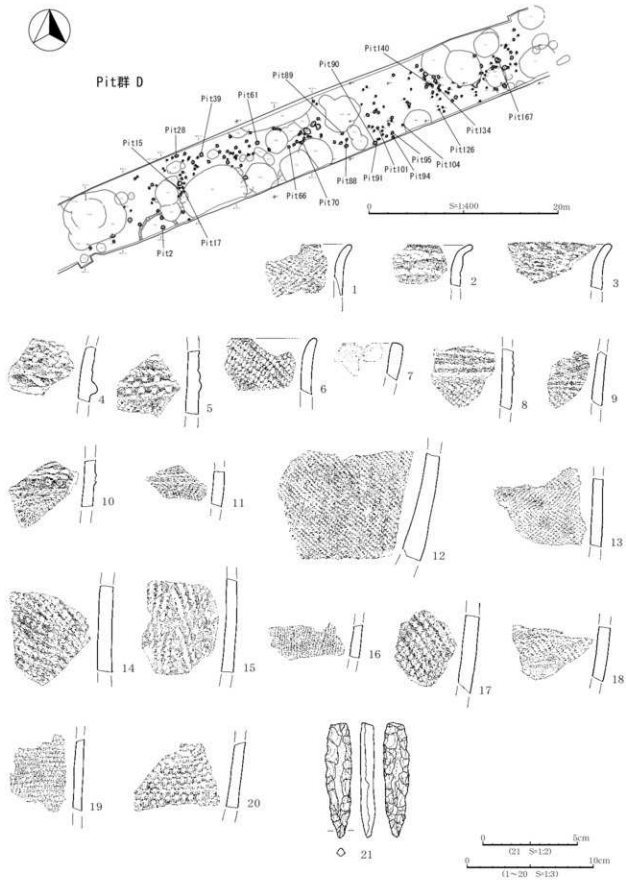 Pit群 D
Pit140
Pit90
Pit89
Pit61
Pit39
Pit28
Pit15
Pit167
Pit134
Pit126
Pit104
Pit95
Pit94
Pit101
Pit91
Pit88
Pit70
Pit66
Pit17
Pit2
0 S=1:400 20m
1 2 3
4 5 6 7 8 9
10 11 12 13
14 15 16 17 18
19 20 21
0 5cm
(21 S=1:2)
0 10cm
(1～20 S=1:3)